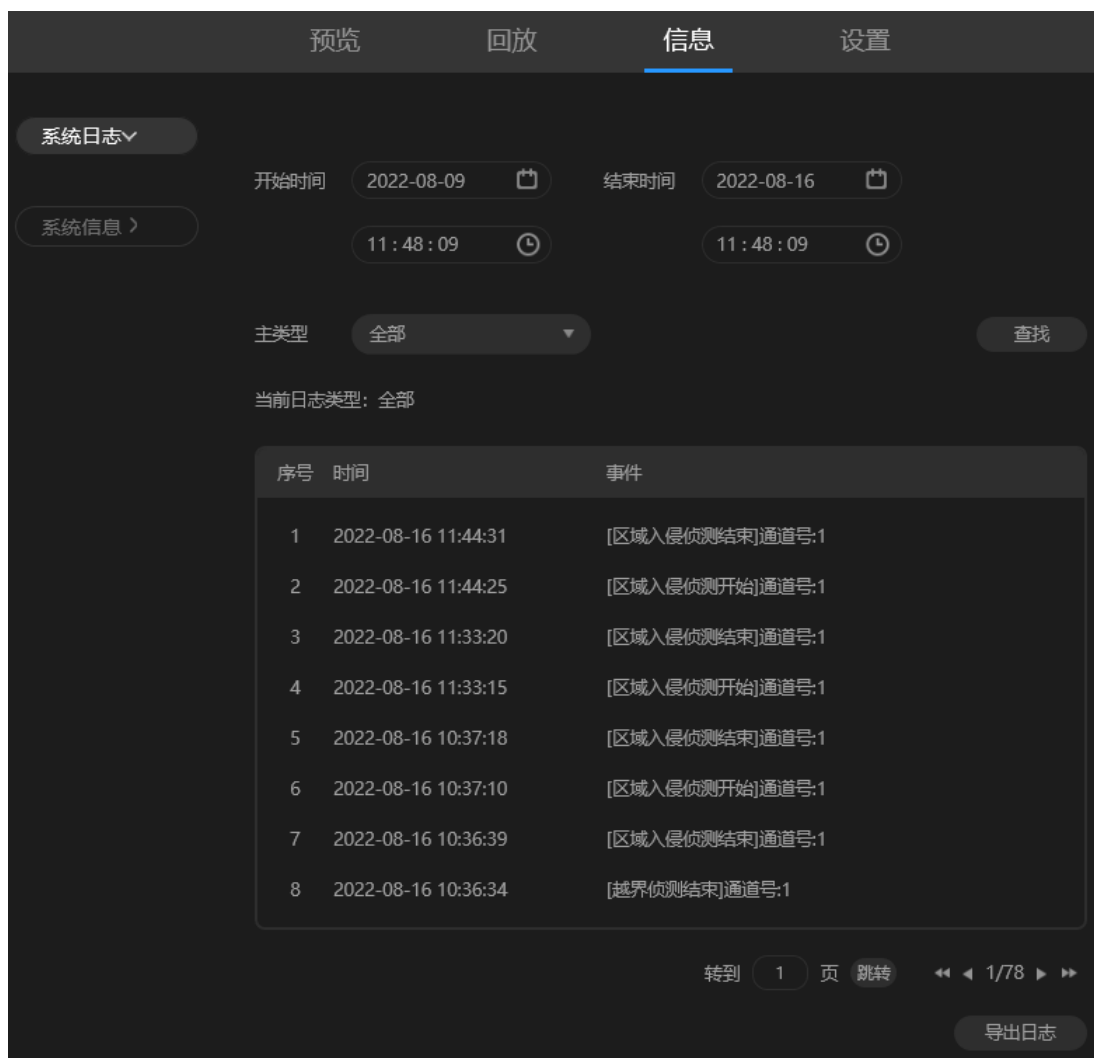 预览 回放 信息 设置
系统日志
开始时间 2022-08-09 结束时间 2022-08-16
系统信息
11 : 48 : 09 11 : 48 : 09
主类型 全部 查找
当前日志类型: 全部
序号 时间 事件
1 2022-08-16 11:44:31 [区域入侵侦测结束]通道号:1
2 2022-08-16 11:44:25 [区域入侵侦测开始]通道号:1
3 2022-08-16 11:33:20 [区域入侵侦测结束]通道号:1
4 2022-08-16 11:33:15 [区域入侵侦测开始]通道号:1
5 2022-08-16 10:37:18 [区域入侵侦测结束]通道号:1
6 2022-08-16 10:37:10 [区域入侵侦测开始]通道号:1
7 2022-08-16 10:36:39 [区域入侵侦测结束]通道号:1
8 2022-08-16 10:36:34 [越界侦测结束]通道号:1
转到 1 页 跳转 1/78
导出日志